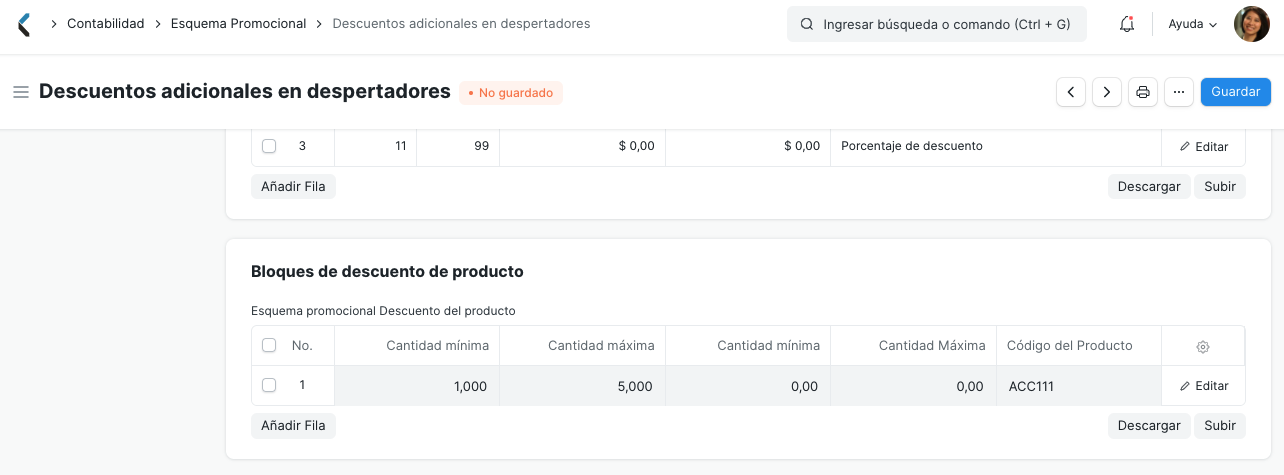 Contabilidad Esquema Promocional Descuentos adicionales en despertadores Ingresar búsqueda o comando (Ctrl + G) Ayuda
Descuentos adicionales en despertadores • No guardado ··· Guardar
3 11 99 $ 0,00 $ 0,00 Porcentaje de descuento Editar
Añadir Fila Descargar Subir
Bloques de descuento de producto
Esquema promocional Descuento del producto
No. Cantidad mínima Cantidad máxima Cantidad mínima Cantidad Máxima Código del Producto
1 1,000 5,000 0,00 0,00 ACC111 Editar
Añadir Fila Descargar Subir